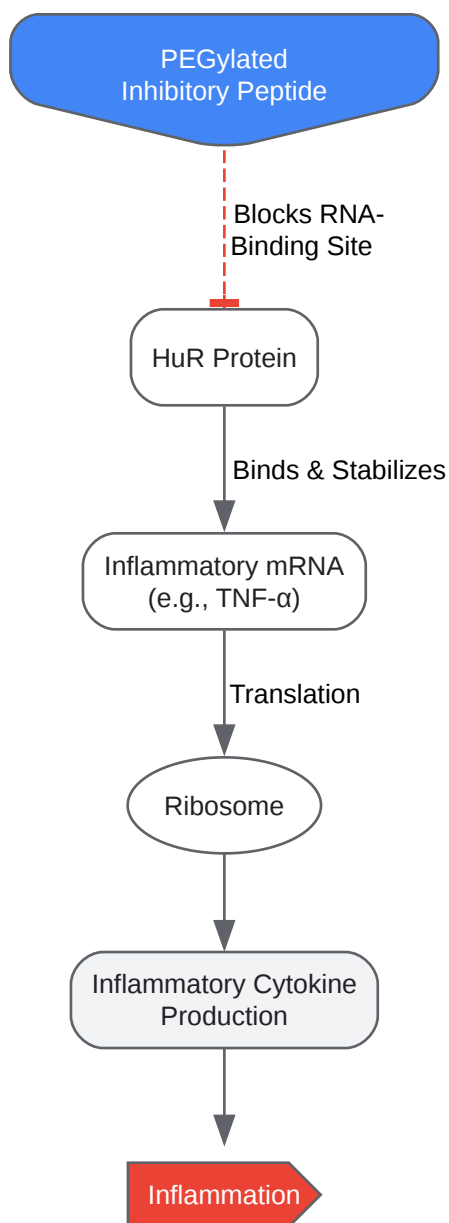 PEGylated
Inhibitory Peptide
Blocks RNA-
Binding Site
HuR Protein
Binds & Stabilizes
Inflammatory mRNA
(e.g., TNF-α)
Translation
Ribosome
Inflammatory Cytokine
Production
Inflammation